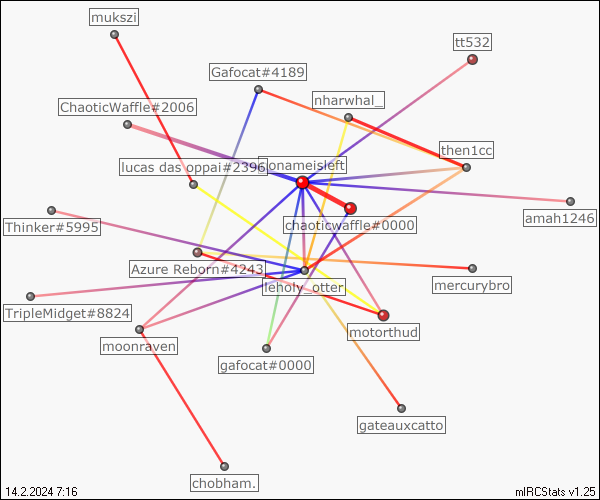 mukszi
tt532
Gafocat#4189
nharwhal_
ChaoticWaffle#2006
then1cc
lucas das oppai#2396
onameisleft
amah1246
chaoticwaffle#0000
Thinker#5995
Azure Reborn#4243
mercurybro
leholy_otter
TripleMidget#8824
motorthud
moonraven
gafocat#0000
gateauxcatto
chobham.
14.2.2024 7:16
mIRCStats v1.25